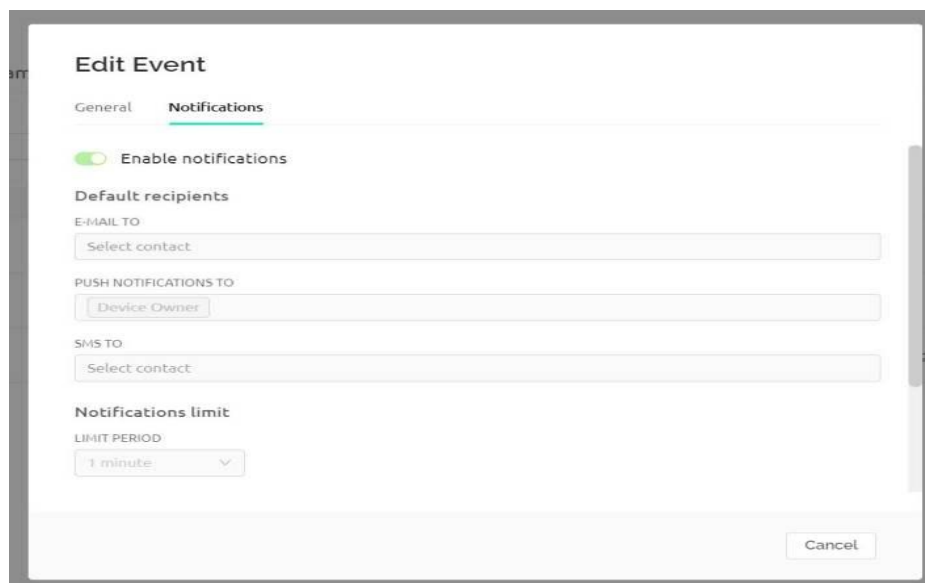 Edit Event
General Notifications
Enable notifications
Default recipients
E-MAIL TO
Select contact
PUSH NOTIFICATIONS TO
Device Owner
SMS TO
Select contact
Notifications limit
LIMIT PERIOD
1 minute
Cancel